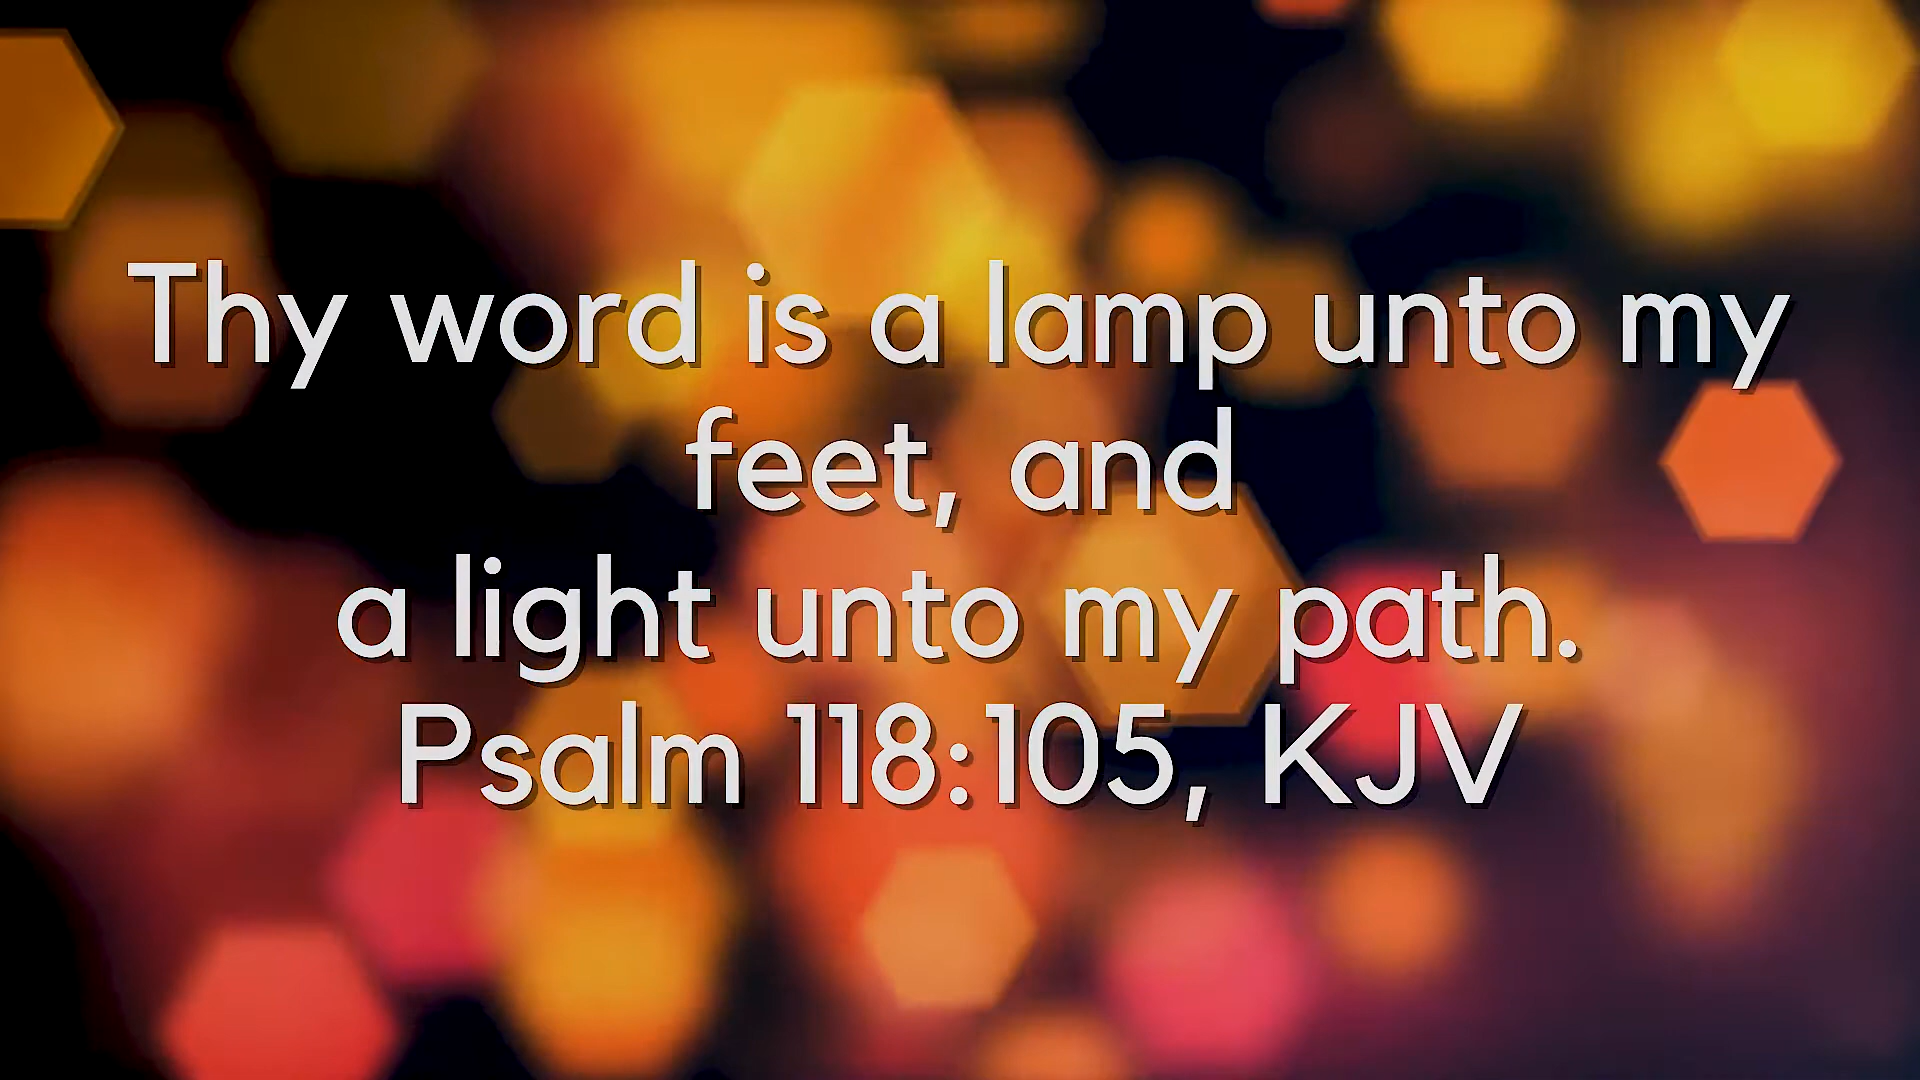 Thy word is a lamp unto my
feet, and
a light unto my path.
Psalm 118:105, KJV